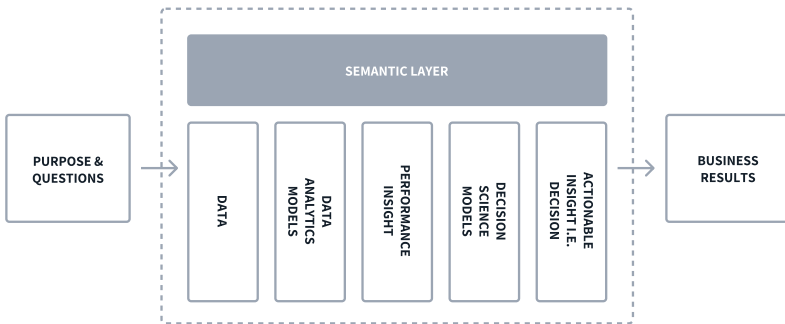 SEMANTIC LAYER
PURPOSE &
QUESTIONS
DATA
DATA
ANALYTICS
MODELS
PERFORMANCE
INSIGHT
DECISION
SCIENCE
MODELS
ACTIONABLE
INSIGHT I.E.
DECISION
BUSINESS
RESULTS